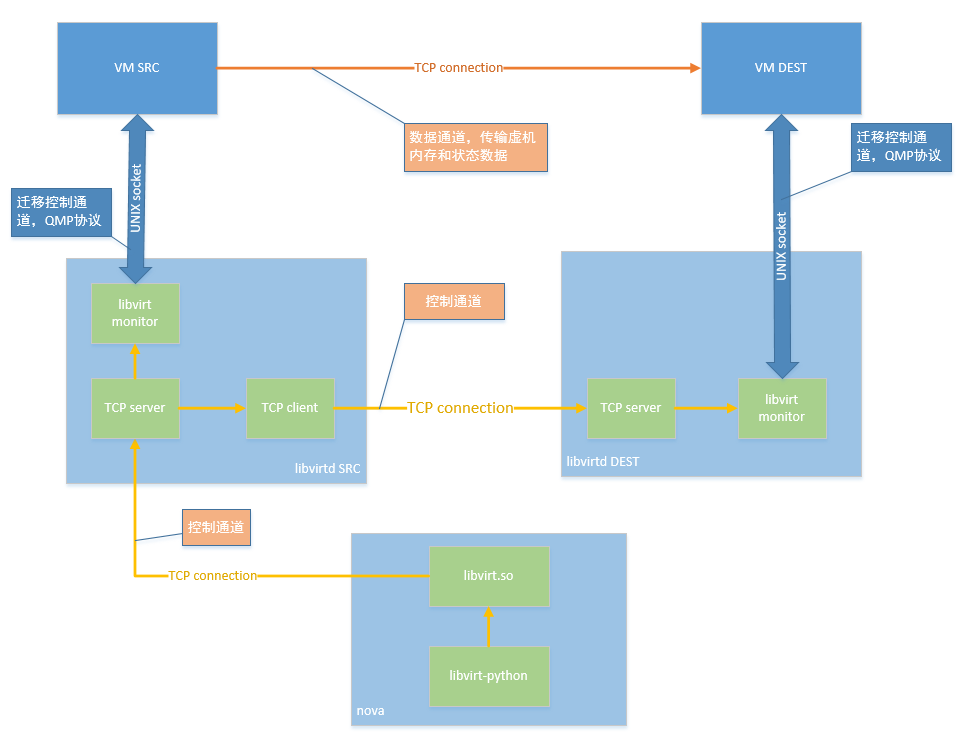 VM SRC
TCP connection
VM DEST
数据通道，传输虚机
内存和状态数据
迁移控制通
道，QMP协议
UNIX socket
迁移控制通
道，QMP协议
UNIX socket
libvirt
monitor
控制通道
TCP server
TCP client
TCP connection
TCP server
libvirt
monitor
libvirtd SRC
libvirtd DEST
控制通道
TCP connection
libvirt.so
libvirt-python
nova